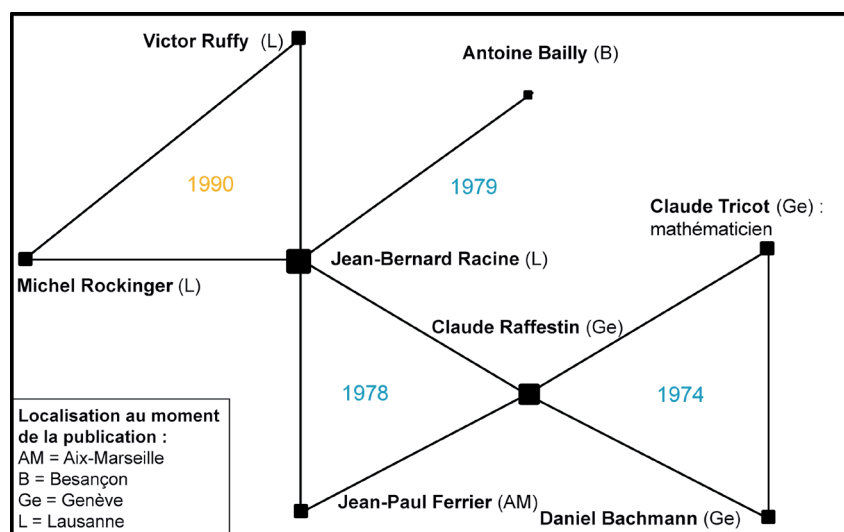 Victor Ruffy (L)
Antoine Bailly (B)
1990
1979
Claude Tricot (Ge) :
mathématicien
Jean-Bernard Racine (L)
Michel Rockinger (L)
Claude Raffestin (Ge)
1978
1974
Localisation au moment
de la publication :
AM = Aix-Marseille
B = Besançon
Ge = Genève
L = Lausanne
Jean-Paul Ferrier (AM)
Daniel Bachmann (Ge)